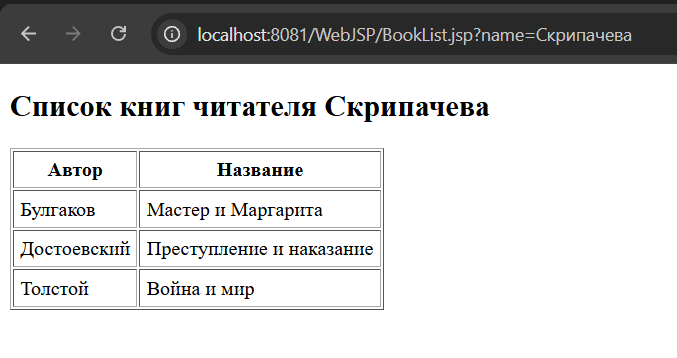 localhost:8081/WebJSP/BookList.jsp?name=Скрипачева
Список книг читателя Скрипачева
Автор Название
Булгаков Мастер и Маргарита
Достоевский Преступление и наказание
Толстой Война и мир